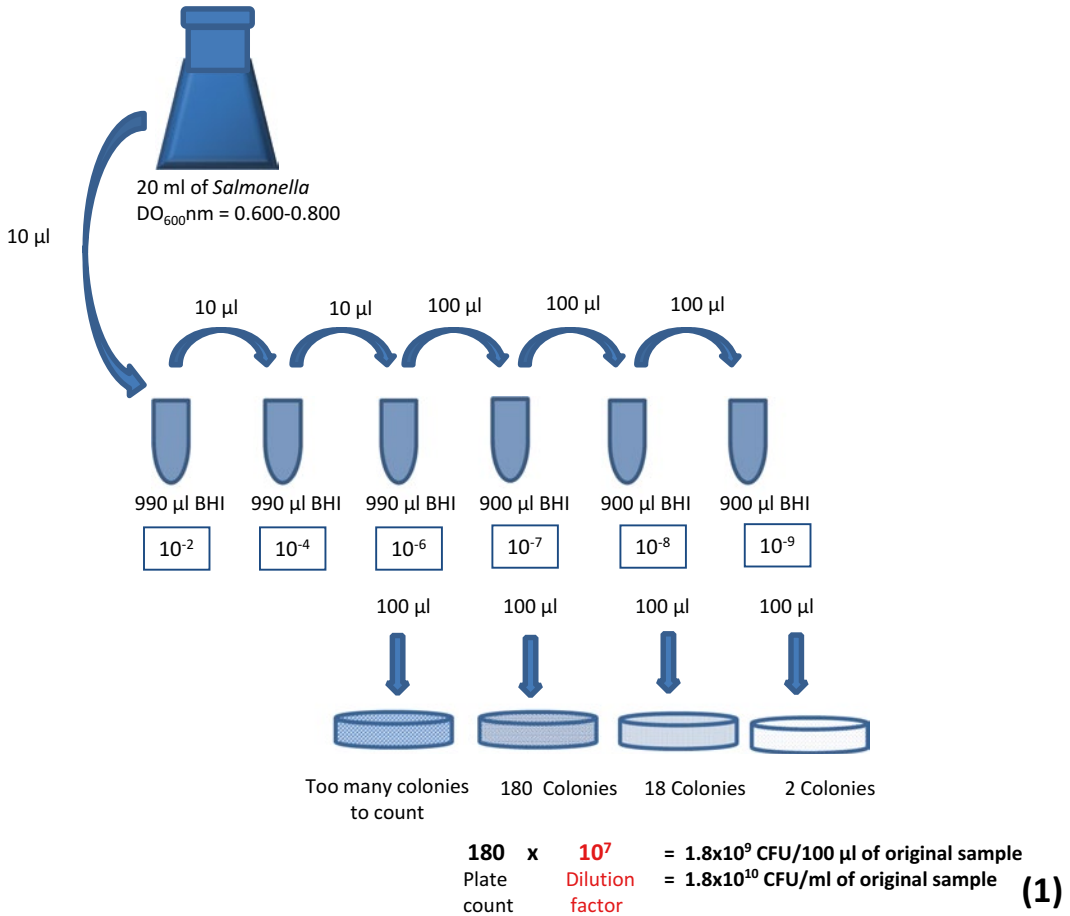 20 ml of Salmonella
DO₆₀₀nm = 0.600-0.800
10 µl
10 µl 10 µl 100 µl 100 µl 100 µl
990 µl BHI 990 µl BHI 990 µl BHI 900 µl BHI 900 µl BHI 900 µl BHI
10⁻² 10⁻⁴ 10⁻⁶ 10⁻⁷ 10⁻⁸ 10⁻⁹
100 µl 100 µl 100 µl 100 µl
Too many colonies 180 Colonies 18 Colonies 2 Colonies
to count
180 x 10⁷ = 1.8x10⁹ CFU/100 µl of original sample
Plate Dilution = 1.8x10¹⁰ CFU/ml of original sample (1)
count factor